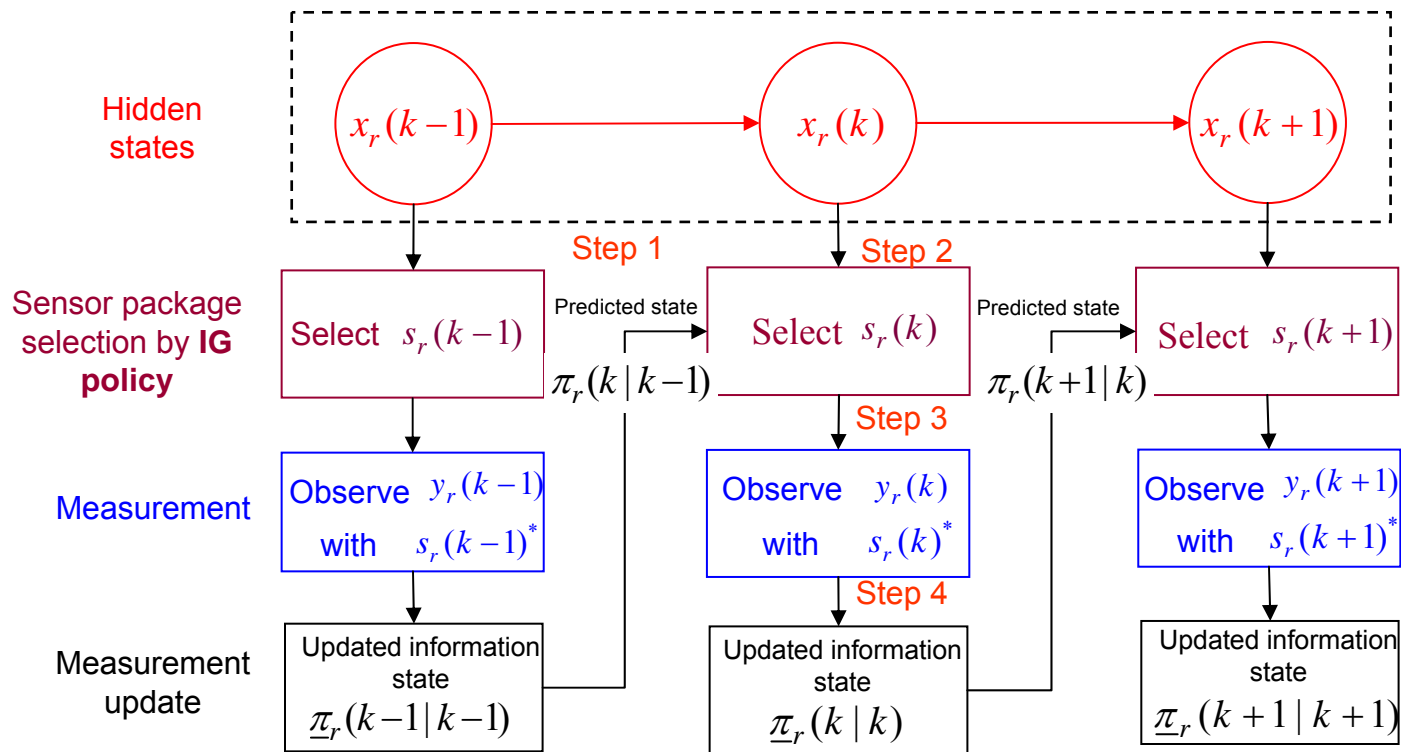 Hidden
states
x_r(k−1)
x_r(k)
x_r(k+1)
Step 1
Step 2
Sensor package
selection by IG
policy
Select s_r(k−1)
Predicted state
π_r(k | k−1)
Select s_r(k)
Predicted state
π_r(k+1 | k)
Select s_r(k+1)
Step 3
Measurement
Observe y_r(k−1)
with s_r(k−1)*
Observe y_r(k)
with s_r(k)*
Observe y_r(k+1)
with s_r(k+1)*
Step 4
Measurement
update
Updated information
state
π_r(k−1 | k−1)
Updated information
state
π_r(k | k)
Updated information
state
π_r(k+1 | k+1)